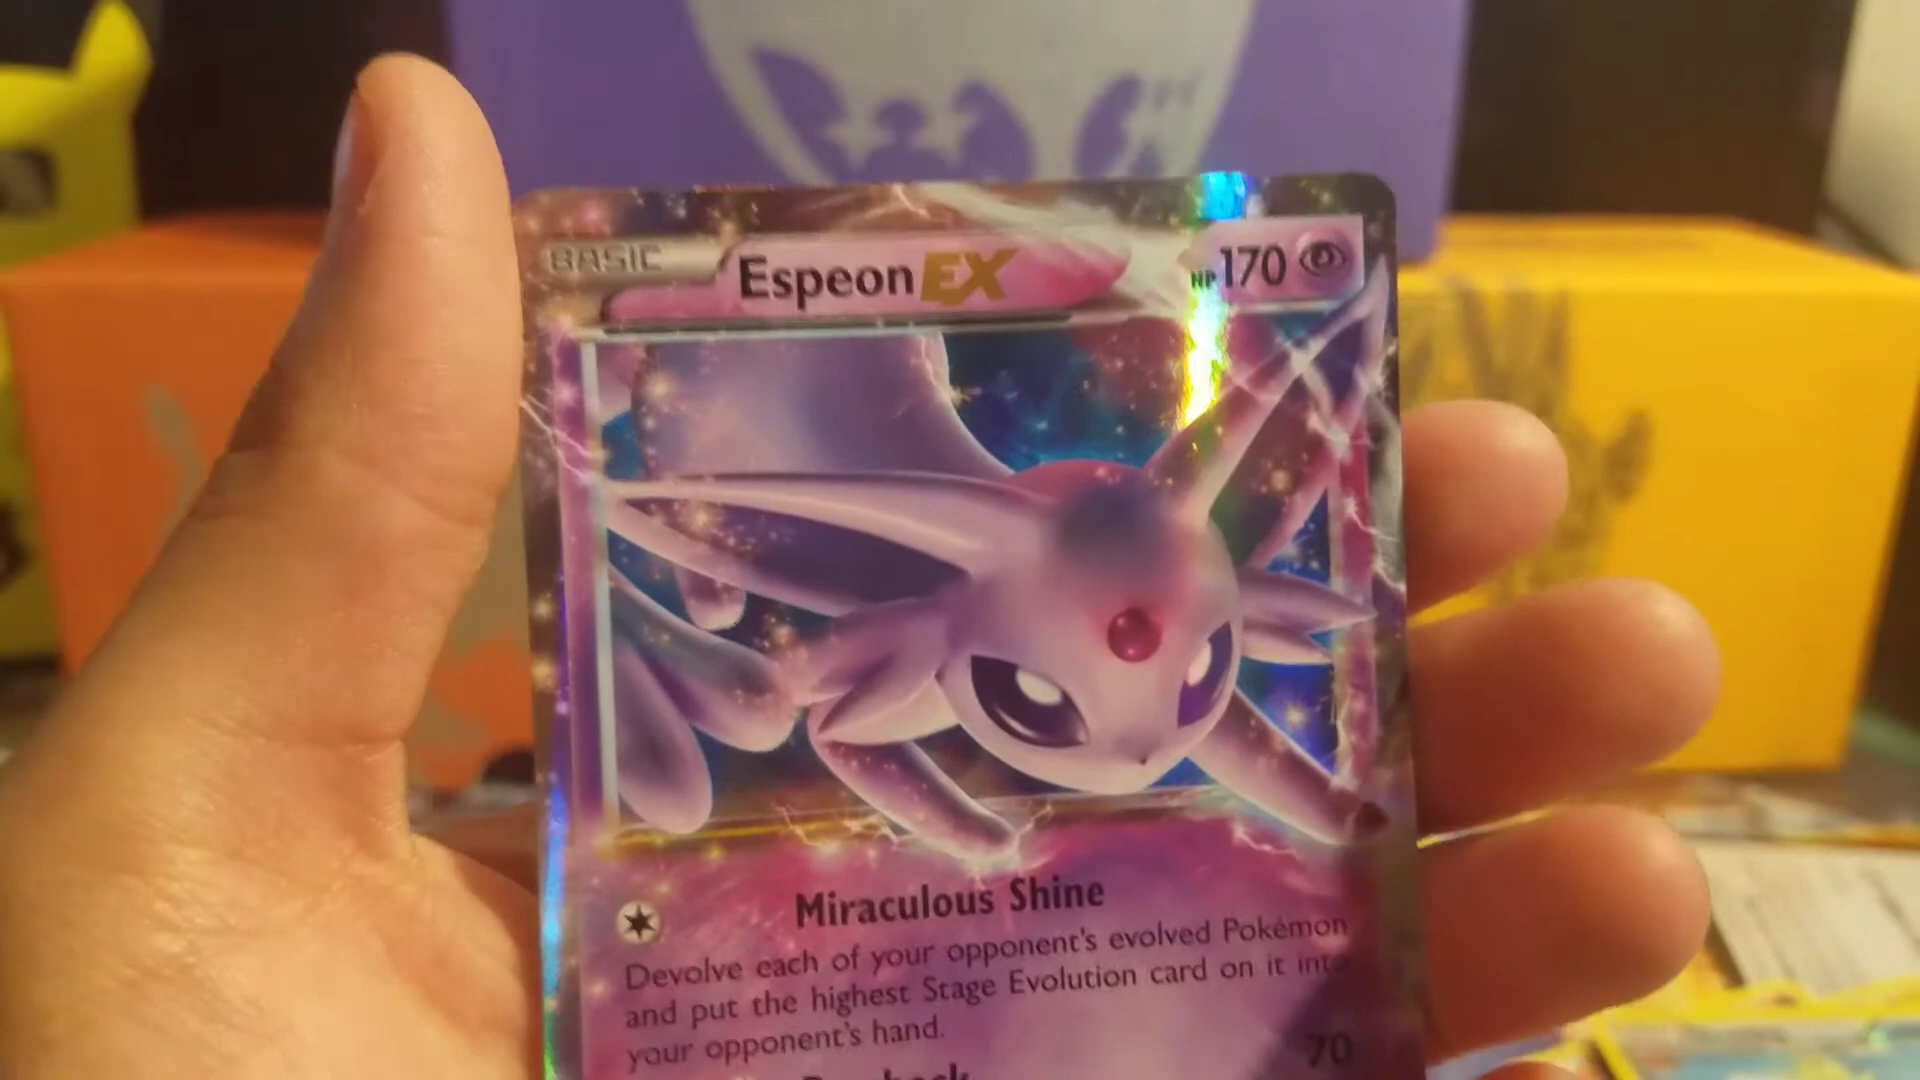 BASIC
Espeon EX
HP 170
Miraculous Shine
Devolve each of your opponent's evolved Pokémon
and put the highest Stage Evolution card on it into
your opponent's hand.
70